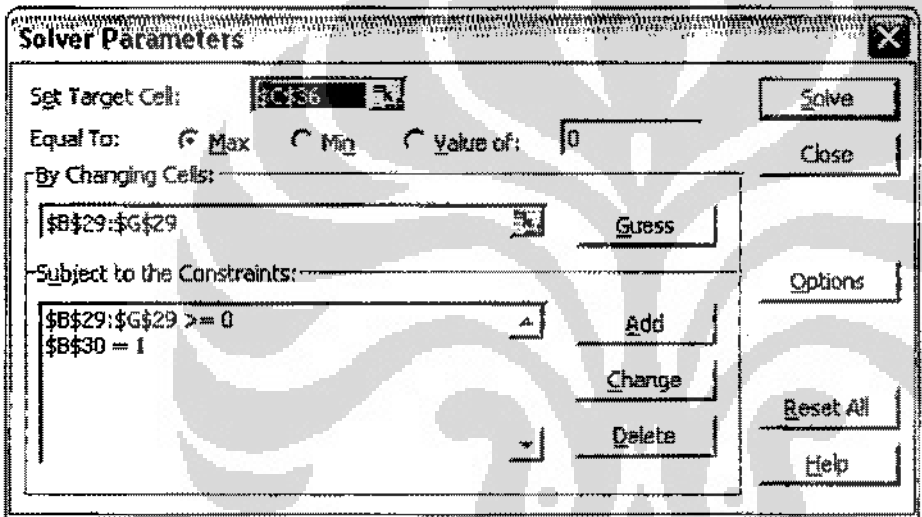 Solver Parameters
Set Target Cell: $C$36 Solve
Equal To: Max Min Value of: 0 Close
By Changing Cells:
$B$29:$G$29 Guess
Subject to the Constraints: Options
$B$29:$G$29 >= 0 Add
$B$30 = 1
Change
Reset All
Delete
Help